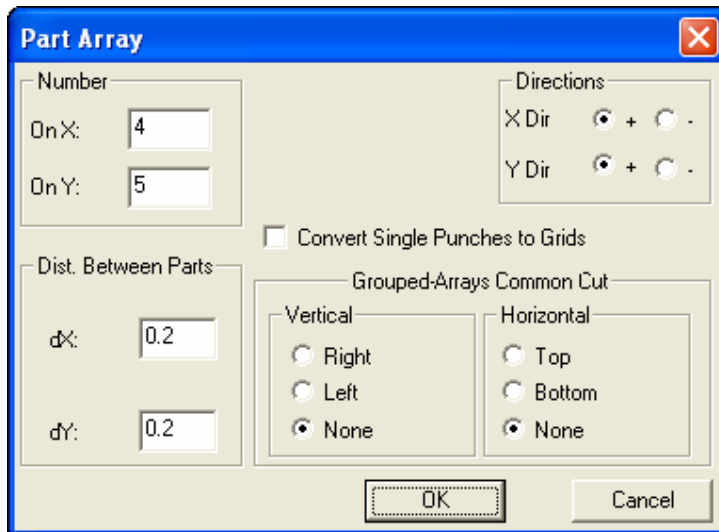 Part Array
Number
On X: 4
On Y: 5
Directions
X Dir + -
Y Dir + -
Convert Single Punches to Grids
Dist. Between Parts
dX: 0.2
dY: 0.2
Grouped-Arrays Common Cut
Vertical
Right
Left
None
Horizontal
Top
Bottom
None
OK
Cancel